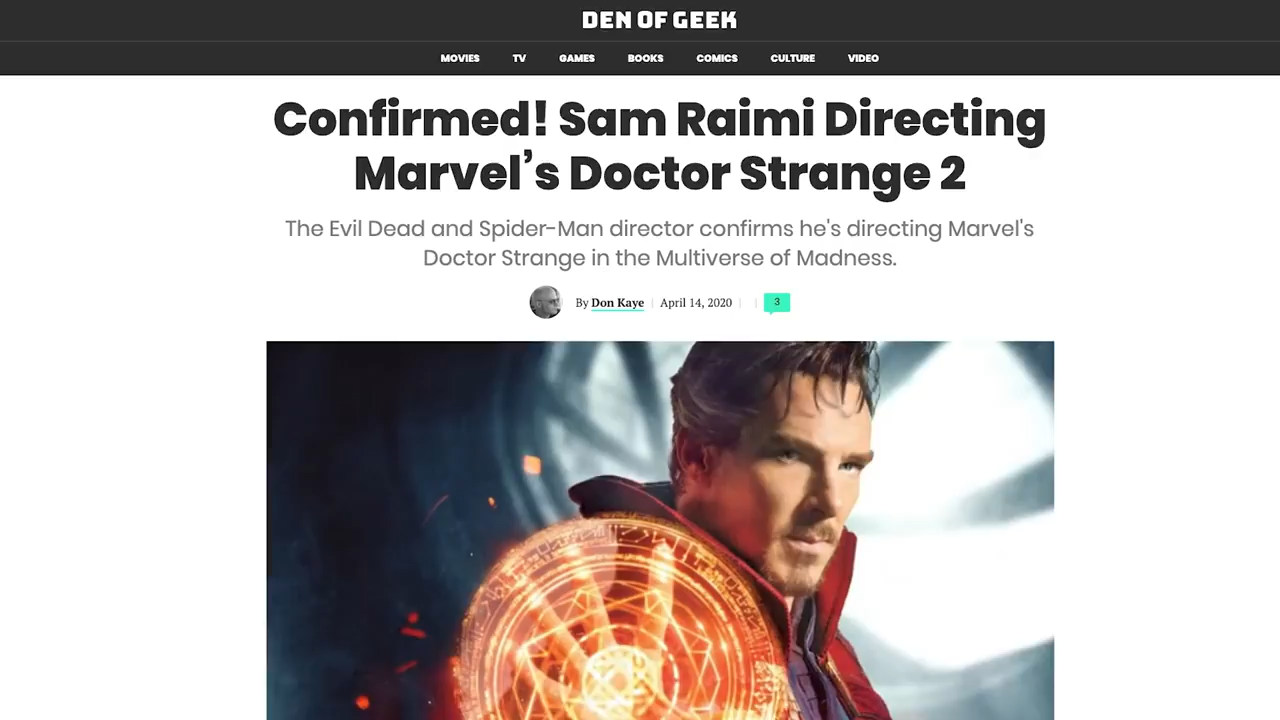 DEN OF GEEK
MOVIES TV GAMES BOOKS COMICS CULTURE VIDEO
Confirmed! Sam Raimi Directing
Marvel’s Doctor Strange 2
The Evil Dead and Spider-Man director confirms he's directing Marvel's
Doctor Strange in the Multiverse of Madness.
By Don Kaye | April 14, 2020 | | 3